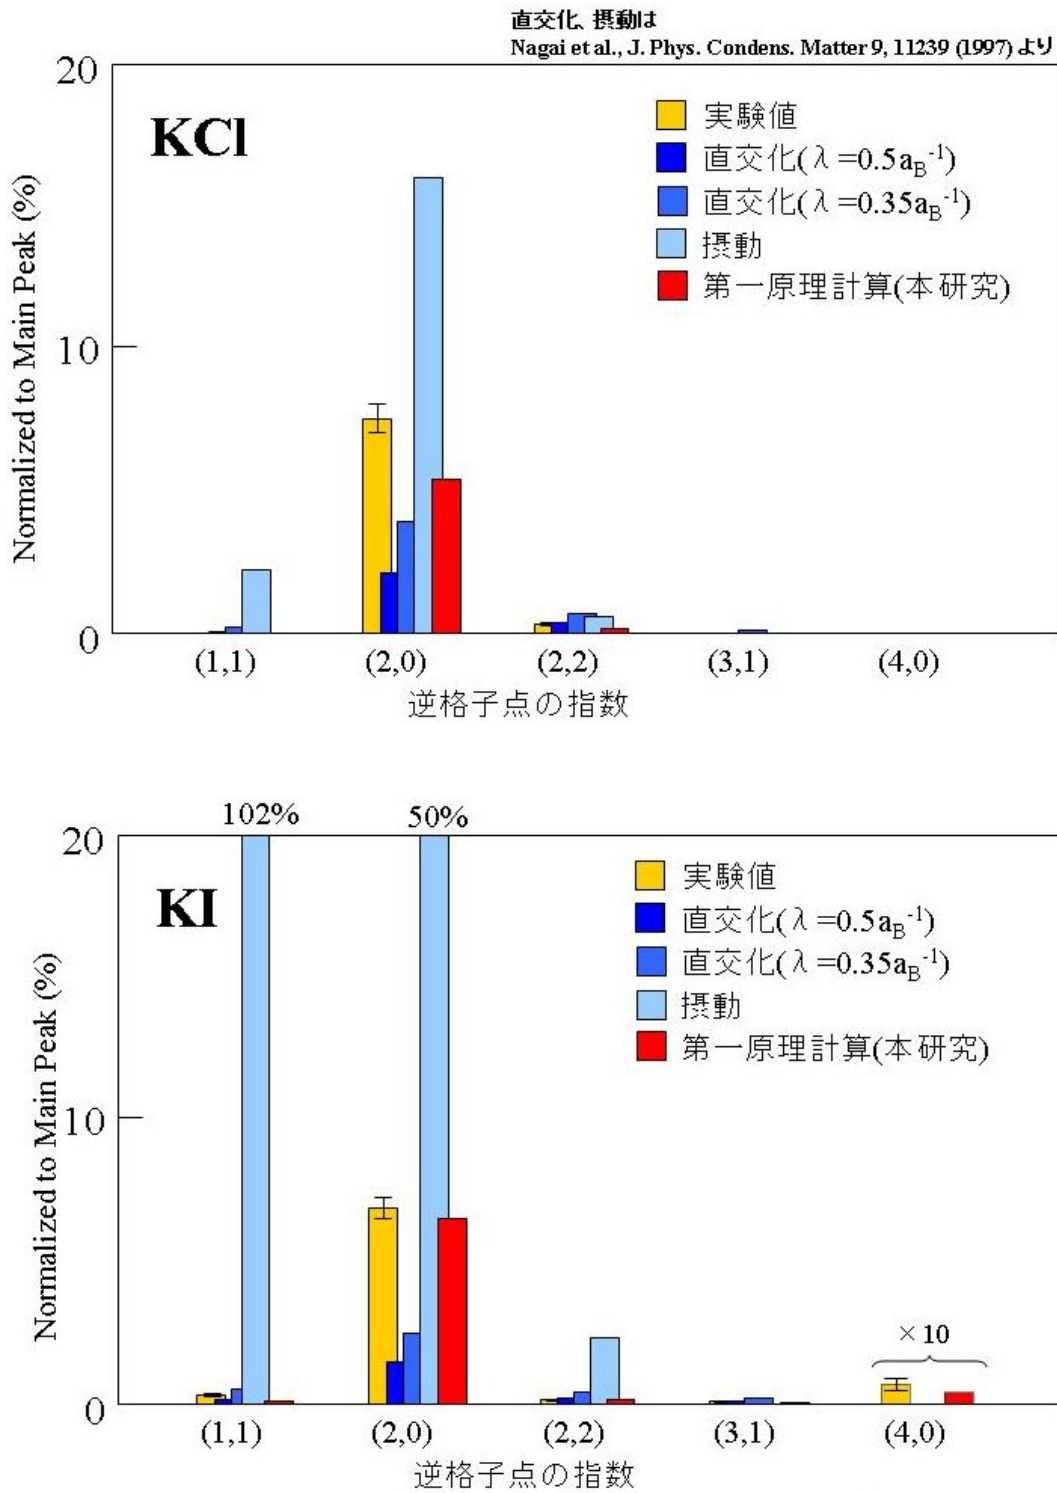 直交化、摂動は
Nagai et al., J. Phys. Condens. Matter 9, 11239 (1997) より
20
KCl
実験値
直交化(λ=0.5a_B^-1)
直交化(λ=0.35a_B^-1)
摂動
第一原理計算(本研究)
Normalized to Main Peak (%)
10
0
(1,1) (2,0) (2,2) (3,1) (4,0)
逆格子点の指数
102% 50%
20
KI
実験値
直交化(λ=0.5a_B^-1)
直交化(λ=0.35a_B^-1)
摂動
第一原理計算(本研究)
Normalized to Main Peak (%)
10
×10
0
(1,1) (2,0) (2,2) (3,1) (4,0)
逆格子点の指数